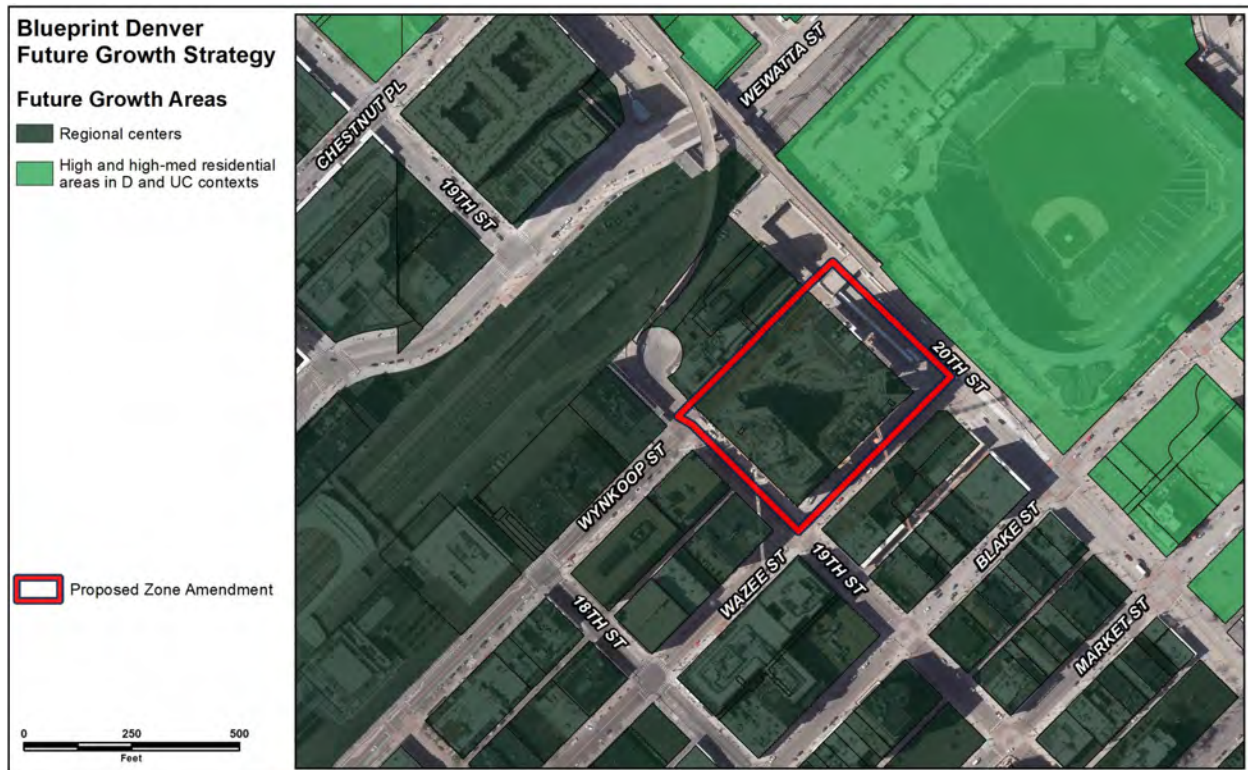 Blueprint Denver
Future Growth Strategy
Future Growth Areas
Regional centers
High and high-med residential
areas in D and UC contexts
Proposed Zone Amendment
0 250 500
Feet
CHESTNUT PL
19TH ST
WEWATTA ST
20TH ST
WYNKOOP ST
WAZEE ST
19TH ST
BLAKE ST
18TH ST
MARKET ST